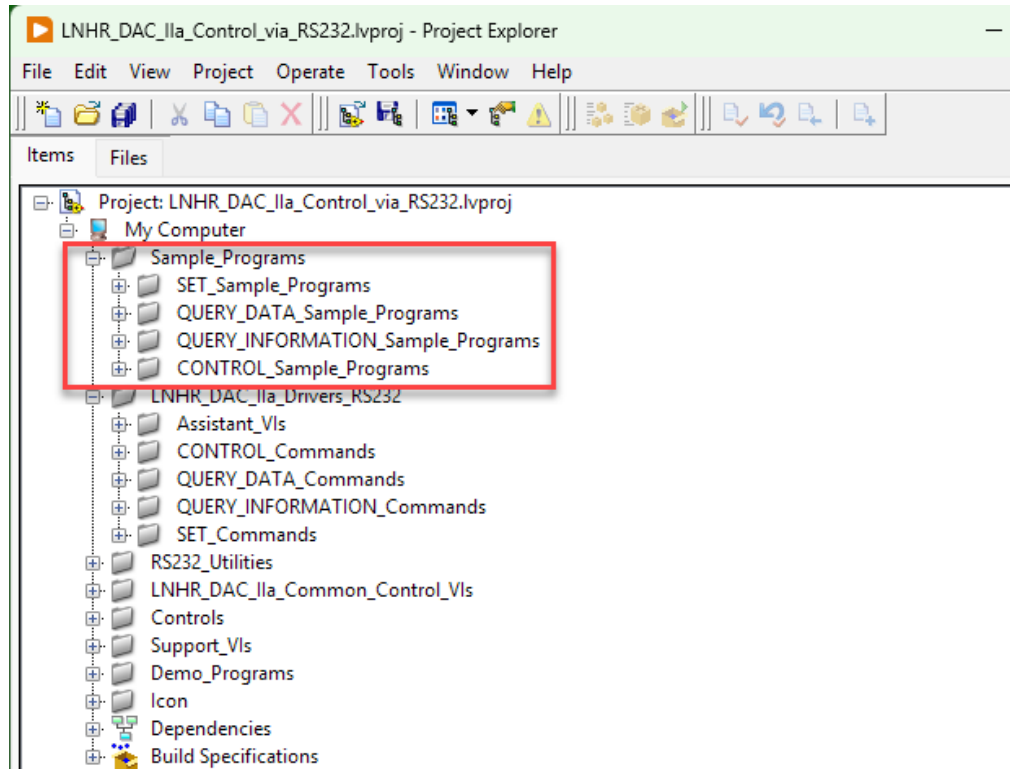 LNHR_DAC_IIa_Control_via_RS232.lvproj - Project Explorer
File Edit View Project Operate Tools Window Help
Items Files
Project: LNHR_DAC_IIa_Control_via_RS232.lvproj
My Computer
Sample_Programs
SET_Sample_Programs
QUERY_DATA_Sample_Programs
QUERY_INFORMATION_Sample_Programs
CONTROL_Sample_Programs
LNHR_DAC_IIa_Drivers_RS232
Assistant_VIs
CONTROL_Commands
QUERY_DATA_Commands
QUERY_INFORMATION_Commands
SET_Commands
RS232_Utilities
LNHR_DAC_IIa_Common_Control_VIs
Controls
Support_VIs
Demo_Programs
Icon
Dependencies
Build Specifications